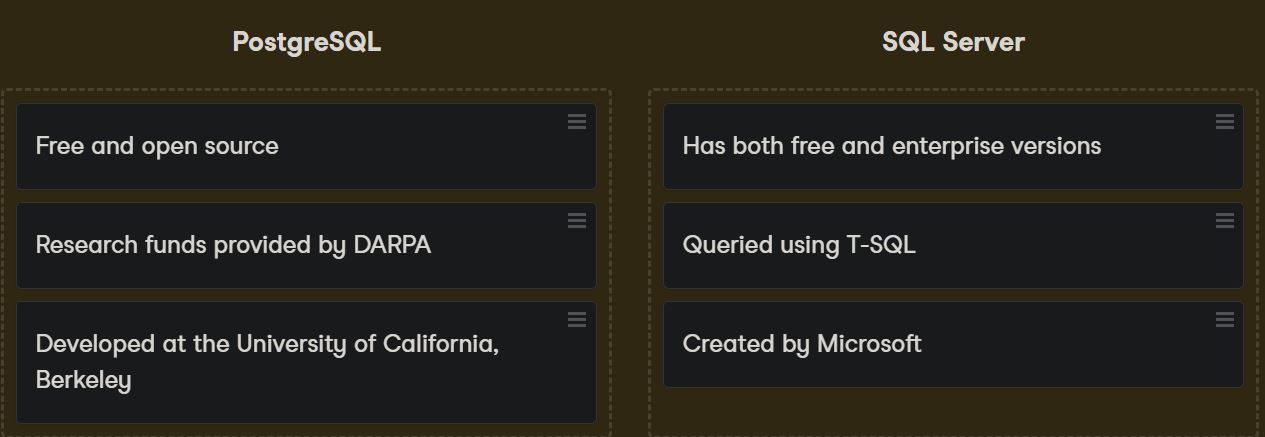 PostgreSQL
Free and open source
Research funds provided by DARPA
Developed at the University of California,
Berkeley
SQL Server
Has both free and enterprise versions
Queried using T-SQL
Created by Microsoft